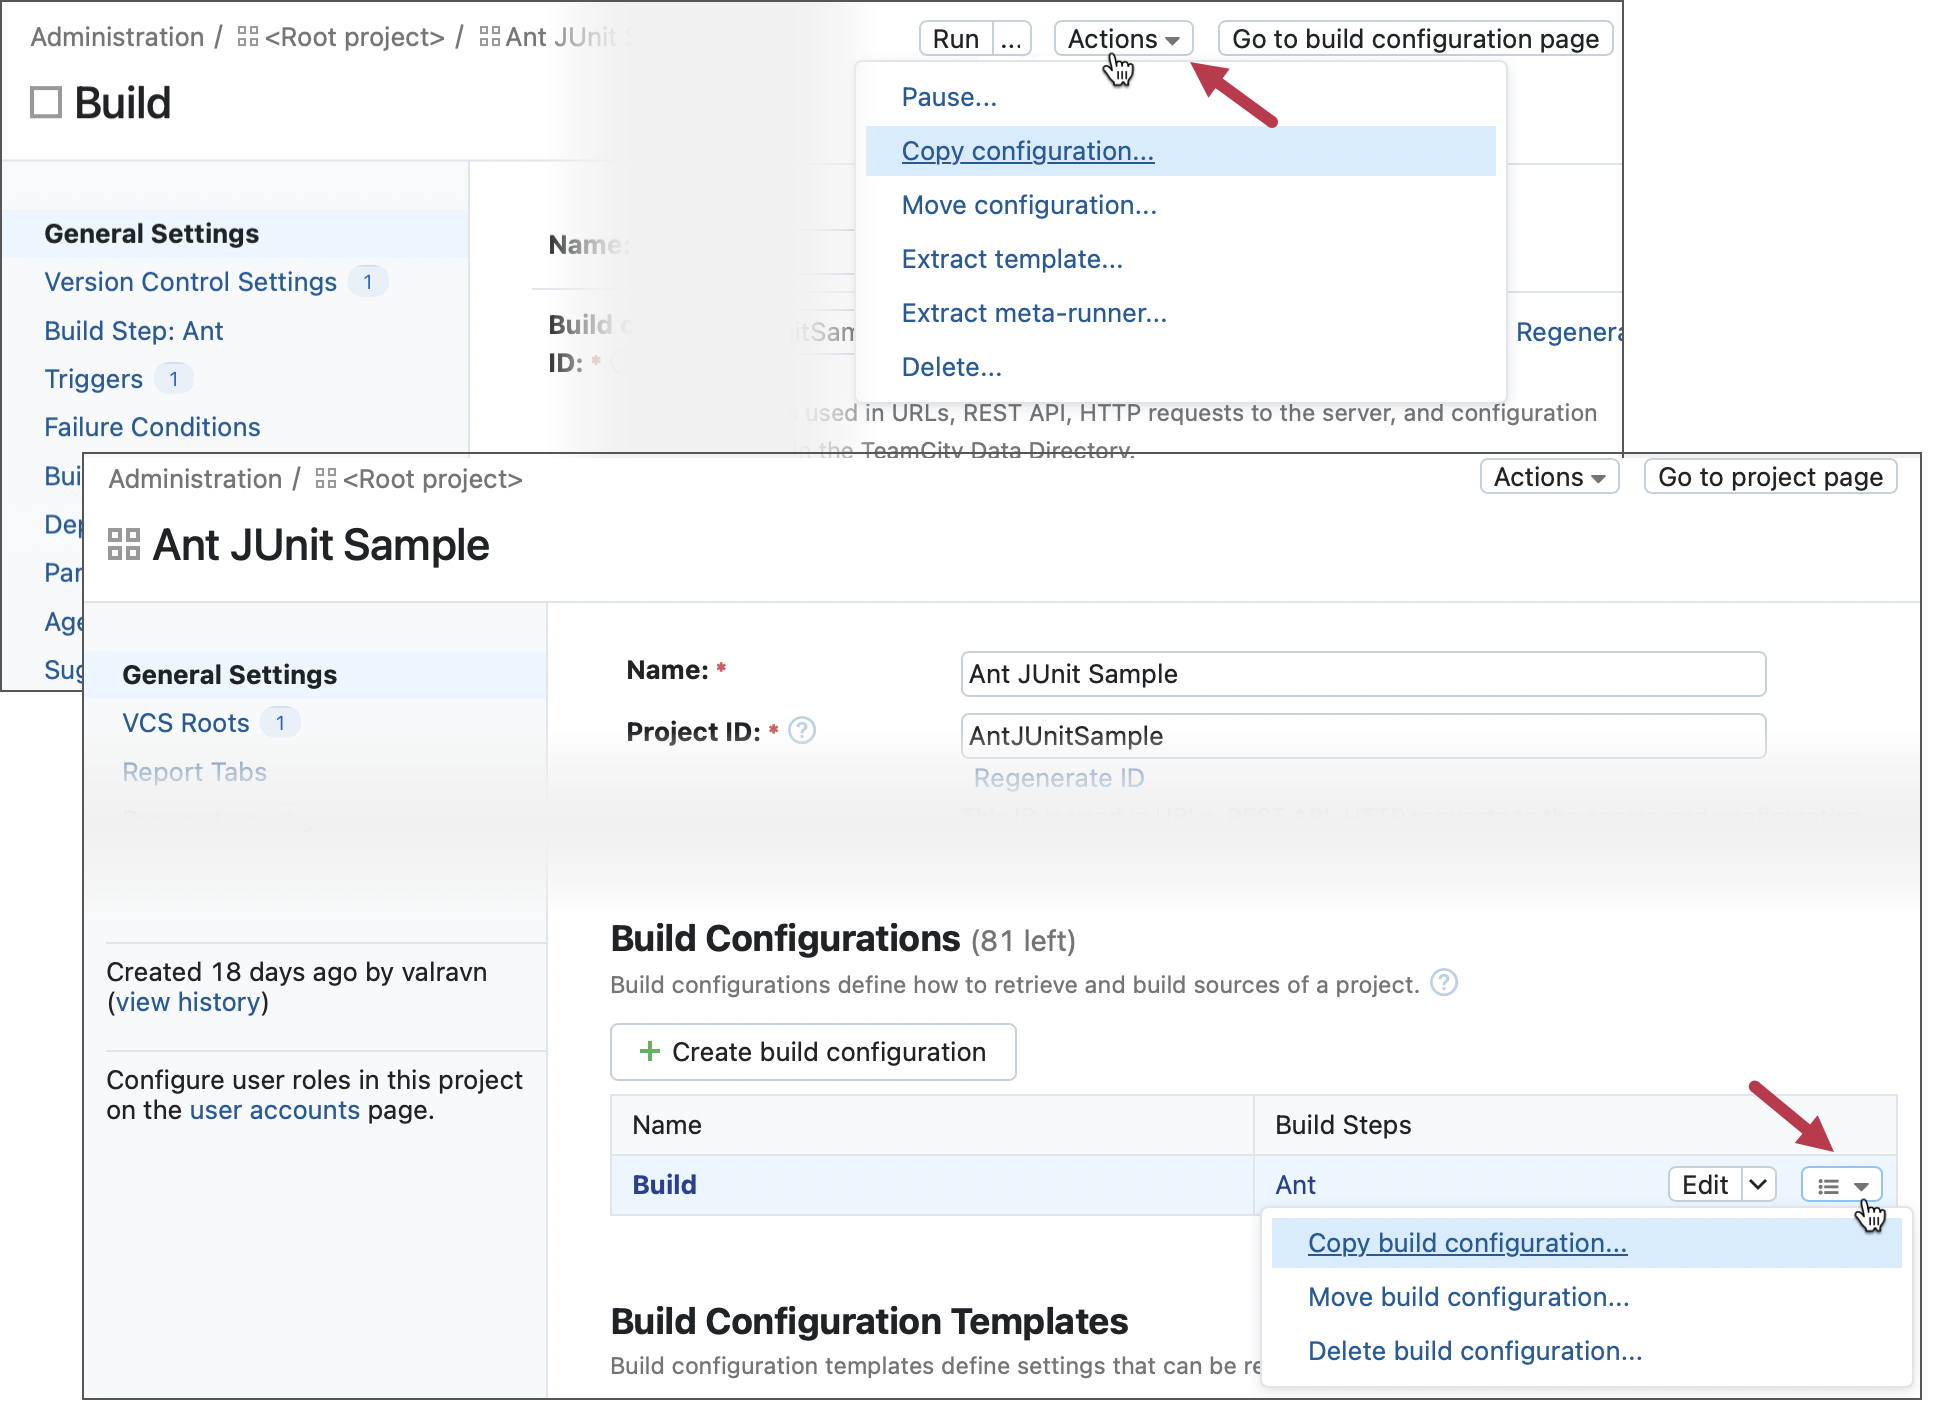 Administration / <Root project> / Ant JUnit
Run ... Actions Go to build configuration page
Build
Pause...
Copy configuration...
Move configuration...
Extract template...
Extract meta-runner...
Delete...
General Settings
Version Control Settings 1
Build Step: Ant
Triggers 1
Failure Conditions
Bui
Dep
Par
Age
Sug
Name:
Build
ID: *
itSam
Regenera
used in URLs, REST API, HTTP requests to the server, and configuration
in the TeamCity Data Directory.
Administration / <Root project>
Actions Go to project page
Ant JUnit Sample
General Settings
VCS Roots 1
Report Tabs
Name: * Ant JUnit Sample
Project ID: * ? AntJUnitSample
Regenerate ID
Created 18 days ago by valravn
(view history)
Configure user roles in this project
on the user accounts page.
Build Configurations (81 left)
Build configurations define how to retrieve and build sources of a project. ?
+ Create build configuration
Name Build Steps
Build Ant Edit
Copy build configuration...
Move build configuration...
Delete build configuration...
Build Configuration Templates
Build configuration templates define settings that can be re